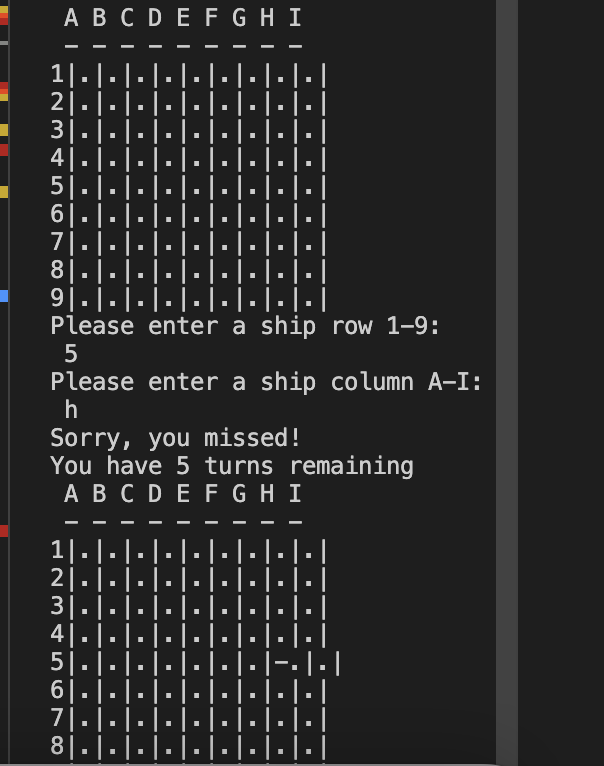 A B C D E F G H I
– – – – – – – – –
1|.|.|.|.|.|.|.|.|.|
2|.|.|.|.|.|.|.|.|.|
3|.|.|.|.|.|.|.|.|.|
4|.|.|.|.|.|.|.|.|.|
5|.|.|.|.|.|.|.|.|.|
6|.|.|.|.|.|.|.|.|.|
7|.|.|.|.|.|.|.|.|.|
8|.|.|.|.|.|.|.|.|.|
9|.|.|.|.|.|.|.|.|.|
Please enter a ship row 1–9:
5
Please enter a ship column A–I:
h
Sorry, you missed!
You have 5 turns remaining
A B C D E F G H I
– – – – – – – – –
1|.|.|.|.|.|.|.|.|.|
2|.|.|.|.|.|.|.|.|.|
3|.|.|.|.|.|.|.|.|.|
4|.|.|.|.|.|.|.|.|.|
5|.|.|.|.|.|.|.|–.|.|
6|.|.|.|.|.|.|.|.|.|
7|.|.|.|.|.|.|.|.|.|
8|.|.|.|.|.|.|.|.|.|